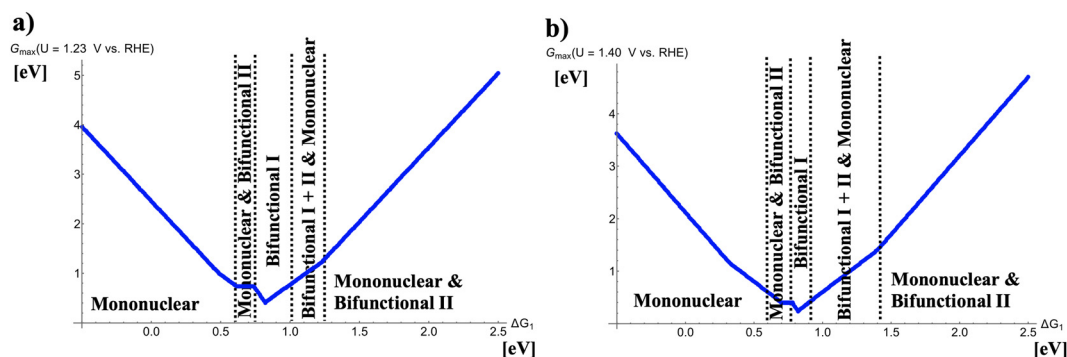 a)
G_max(U = 1.23 V vs. RHE)
[eV]
5
4
3
2
1
Mononuclear
Mononuclear & Bifunctional II
Bifunctional I
Bifunctional I + II & Mononuclear
Mononuclear &
Bifunctional II
0.0 0.5 1.0 1.5 2.0 2.5
ΔG₁
[eV]
b)
G_max(U = 1.40 V vs. RHE)
[eV]
4
3
2
1
Mononuclear
Mononuclear & Bifunctional II
Bifunctional I
Bifunctional I + II & Mononuclear
Mononuclear &
Bifunctional II
0.0 0.5 1.0 1.5 2.0 2.5
ΔG₁
[eV]